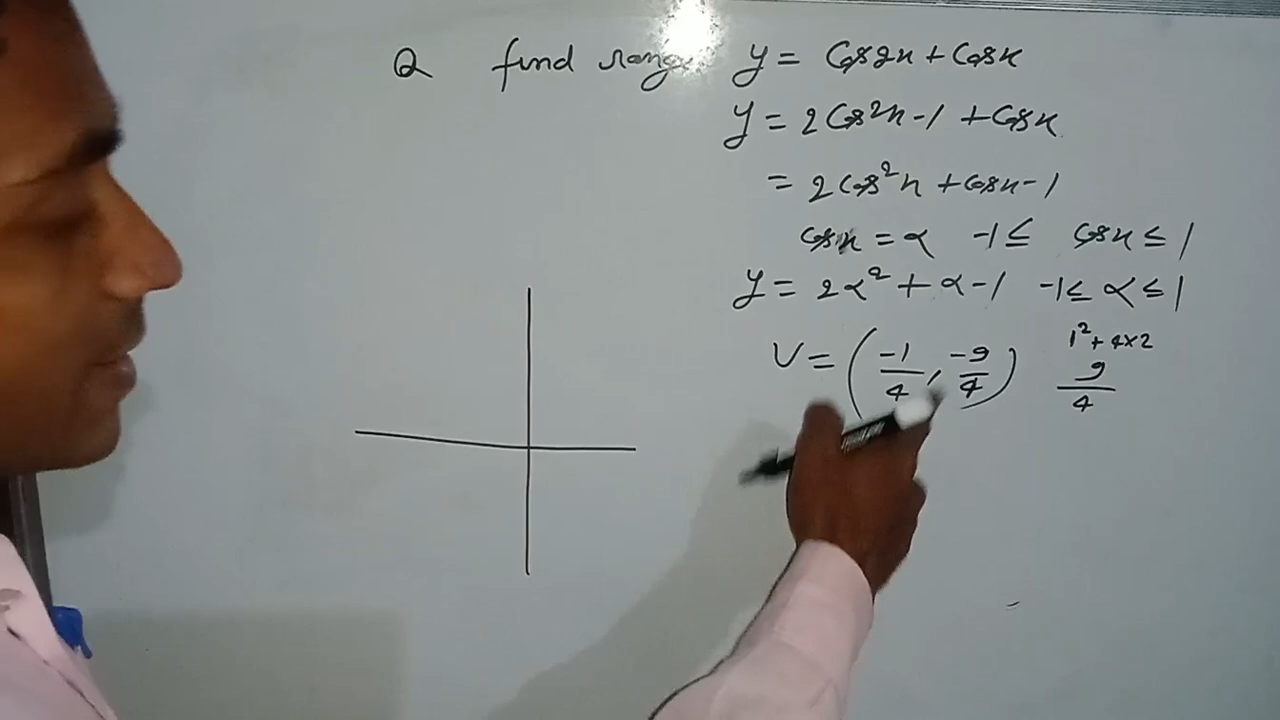 Q find range y = Cos2x + Cosx
y = 2Cos²x - 1 + Cosx
= 2Cos²x + Cosx - 1
Cosx = α -1 ≤ Cosx ≤ 1
y = 2α² + α - 1 -1 ≤ α ≤ 1
V = (-1/4, -9/4) 1² + 4×2
9/4